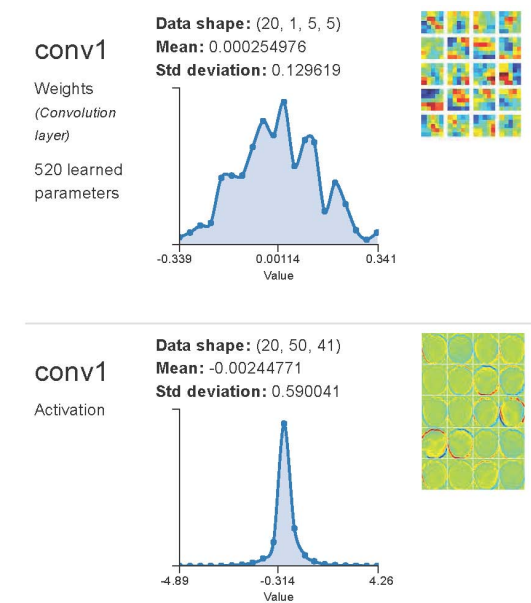 conv1
Weights
(Convolution
layer)
520 learned
parameters
Data shape: (20, 1, 5, 5)
Mean: 0.000254976
Std deviation: 0.129619
-0.339
0.00114
0.341
Value
conv1
Activation
Data shape: (20, 50, 41)
Mean: -0.00244771
Std deviation: 0.590041
-4.89
-0.314
4.26
Value